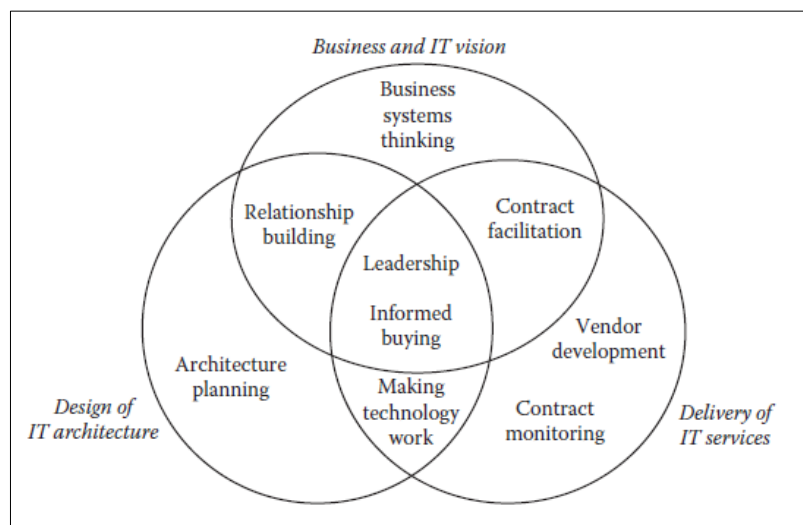 Business and IT vision
Business
systems
thinking
Relationship
building
Contract
facilitation
Leadership
Informed
buying
Vendor
development
Architecture
planning
Making
technology
work
Contract
monitoring
Design of
IT architecture
Delivery of
IT services